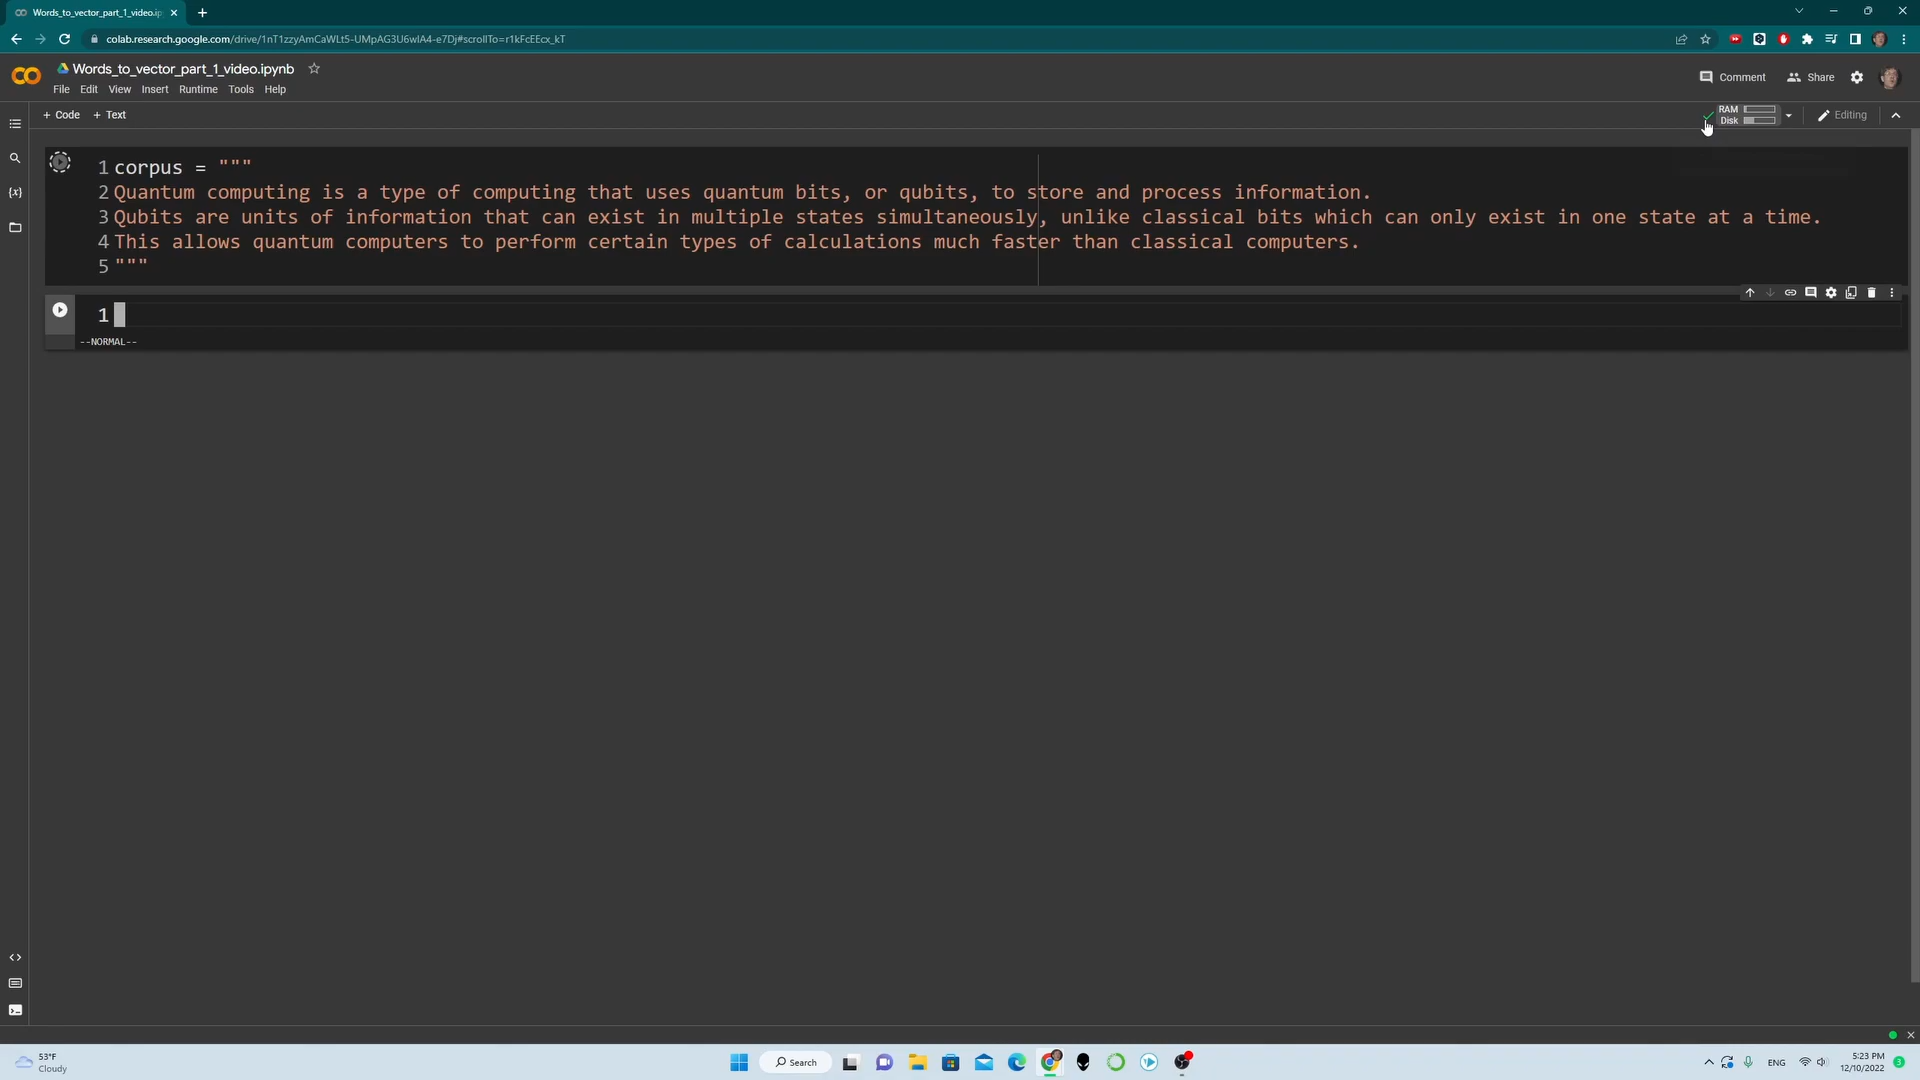 Words_to_vector_part_1_video.ip
colab.research.google.com/drive/1nT1zzyAmCaWLt5-UMpAG3U6wIA4-e7Dj#scrollTo=r1kFcEEcx_kT
Words_to_vector_part_1_video.ipynb
Comment
Share
File Edit View Insert Runtime Tools Help
+ Code + Text
RAM
Disk
Editing
1 corpus = """
2 Quantum computing is a type of computing that uses quantum bits, or qubits, to store and process information.
3 Qubits are units of information that can exist in multiple states simultaneously, unlike classical bits which can only exist in one state at a time.
4 This allows quantum computers to perform certain types of calculations much faster than classical computers.
5 """
1
--NORMAL--
53°F
Cloudy
Search
ENG
5:23 PM
12/10/2022
3